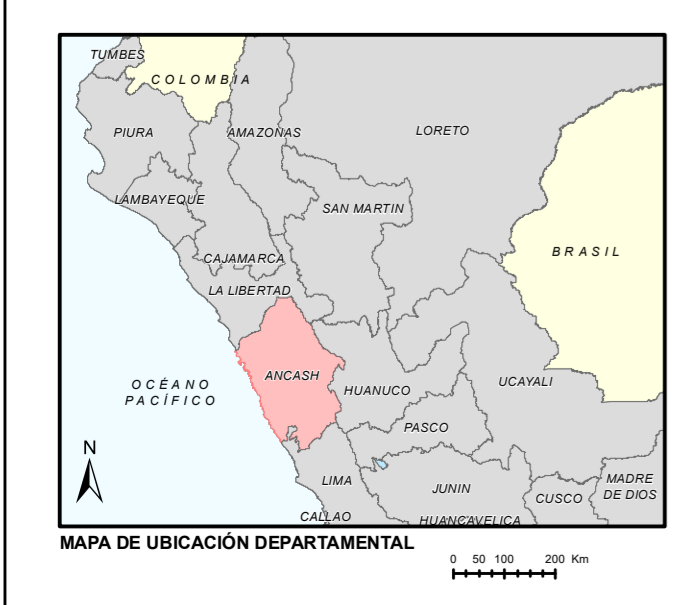 TUMBES
COLOMBIA
PIURA
AMAZONAS
LORETO
LAMBAYEQUE
SAN MARTIN
BRASIL
CAJAMARCA
LA LIBERTAD
ANCASH
OCÉANO
PACÍFICO
HUANUCO
UCAYALI
PASCO
N
LIMA
JUNIN
CUSCO
MADRE
DE DIOS
CALLAO
HUANCAVELICA
MAPA DE UBICACIÓN DEPARTAMENTAL
0 50 100 200 Km